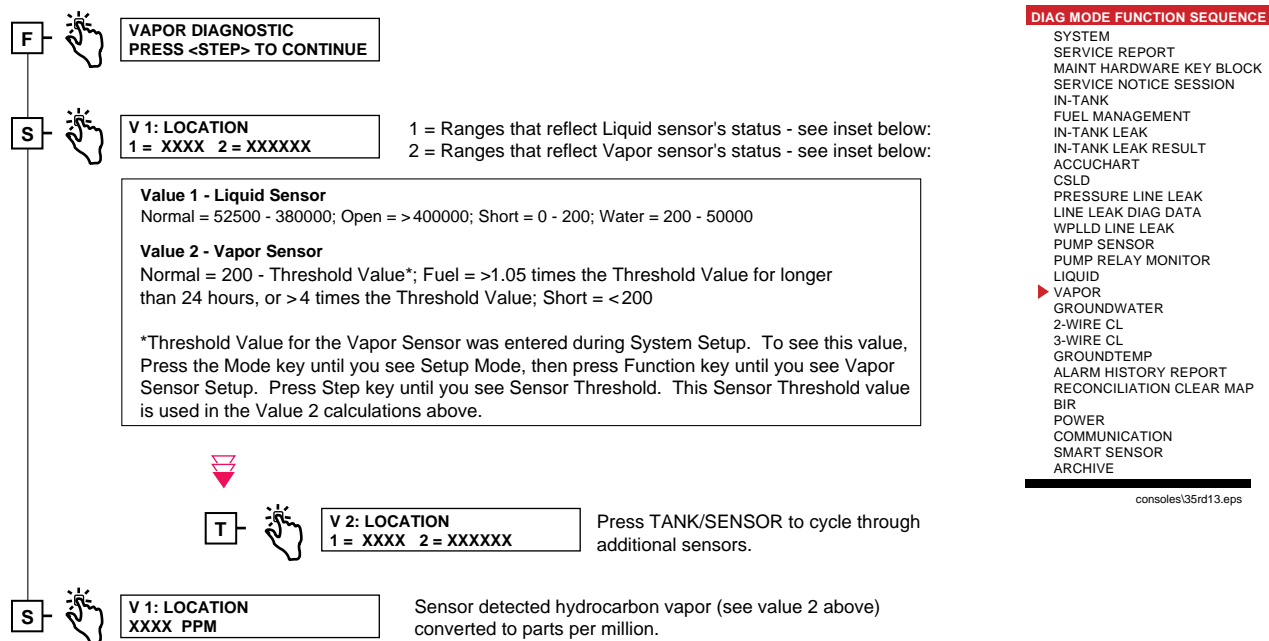 F
VAPOR DIAGNOSTIC
PRESS <STEP> TO CONTINUE
S
V 1: LOCATION
1 = XXXX 2 = XXXXXX
1 = Ranges that reflect Liquid sensor's status - see inset below:
2 = Ranges that reflect Vapor sensor's status - see inset below:
Value 1 - Liquid Sensor
Normal = 52500 - 380000; Open = >400000; Short = 0 - 200; Water = 200 - 50000
Value 2 - Vapor Sensor
Normal = 200 - Threshold Value*; Fuel = >1.05 times the Threshold Value for longer
than 24 hours, or >4 times the Threshold Value; Short = <200
*Threshold Value for the Vapor Sensor was entered during System Setup. To see this value,
Press the Mode key until you see Setup Mode, then press Function key until you see Vapor
Sensor Setup. Press Step key until you see Sensor Threshold. This Sensor Threshold value
is used in the Value 2 calculations above.
T
V 2: LOCATION
1 = XXXX 2 = XXXXXX
Press TANK/SENSOR to cycle through
additional sensors.
S
V 1: LOCATION
XXXX PPM
Sensor detected hydrocarbon vapor (see value 2 above)
converted to parts per million.
DIAG MODE FUNCTION SEQUENCE
SYSTEM
SERVICE REPORT
MAINT HARDWARE KEY BLOCK
SERVICE NOTICE SESSION
IN-TANK
FUEL MANAGEMENT
IN-TANK LEAK
IN-TANK LEAK RESULT
ACCUCHART
CSLD
PRESSURE LINE LEAK
LINE LEAK DIAG DATA
WPLLD LINE LEAK
PUMP SENSOR
PUMP RELAY MONITOR
LIQUID
VAPOR
GROUNDWATER
2-WIRE CL
3-WIRE CL
GROUNDTEMP
ALARM HISTORY REPORT
RECONCILIATION CLEAR MAP
BIR
POWER
COMMUNICATION
SMART SENSOR
ARCHIVE
consoles\35rd13.eps